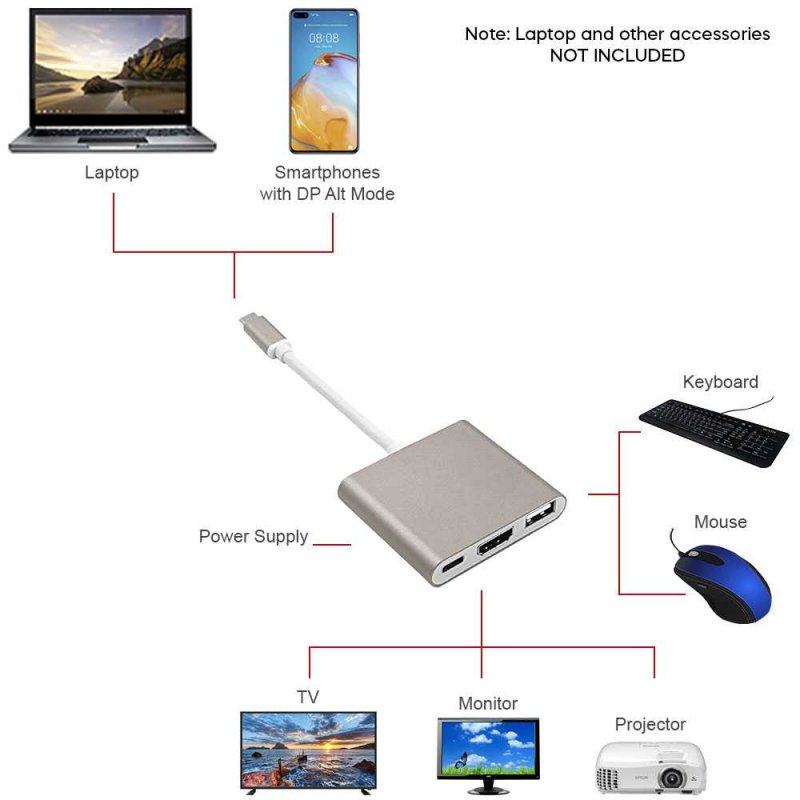 08:08
Note: Laptop and other accessories
NOT INCLUDED
Laptop
Smartphones
with DP Alt Mode
Keyboard
Mouse
Power Supply
TV
Monitor
Projector
EPSON